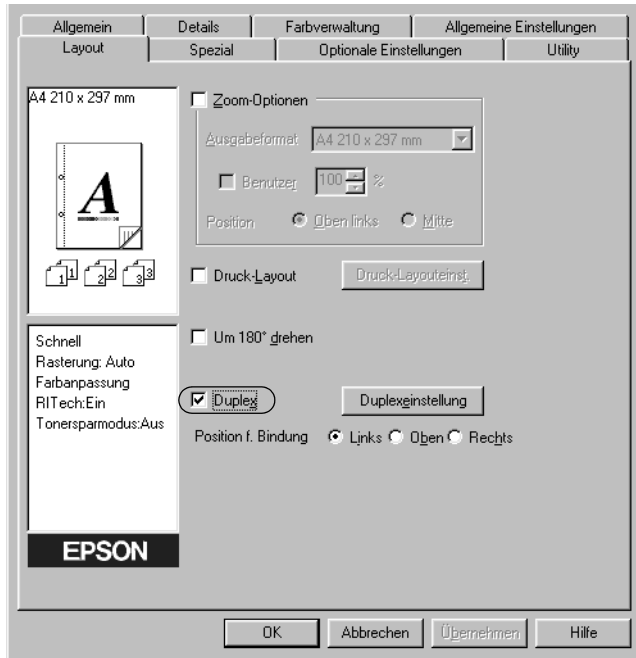 Allgemein Details Farbverwaltung Allgemeine Einstellungen
Layout Spezial Optionale Einstellungen Utility
A4 210 x 297 mm
A
1 1 2 2 3 3
Zoom-Optionen
Ausgabeformat A4 210 x 297 mm
Benutzer 100 %
Position Oben links Mitte
Druck-Layout Druck-Layouteinst.
Um 180° drehen
Schnell
Rasterung: Auto
Farbanpassung
RITech:Ein
Tonersparmodus:Aus
Duplex Duplexeinstellung
Position f. Bindung Links Oben Rechts
EPSON
OK Abbrechen Übernehmen Hilfe